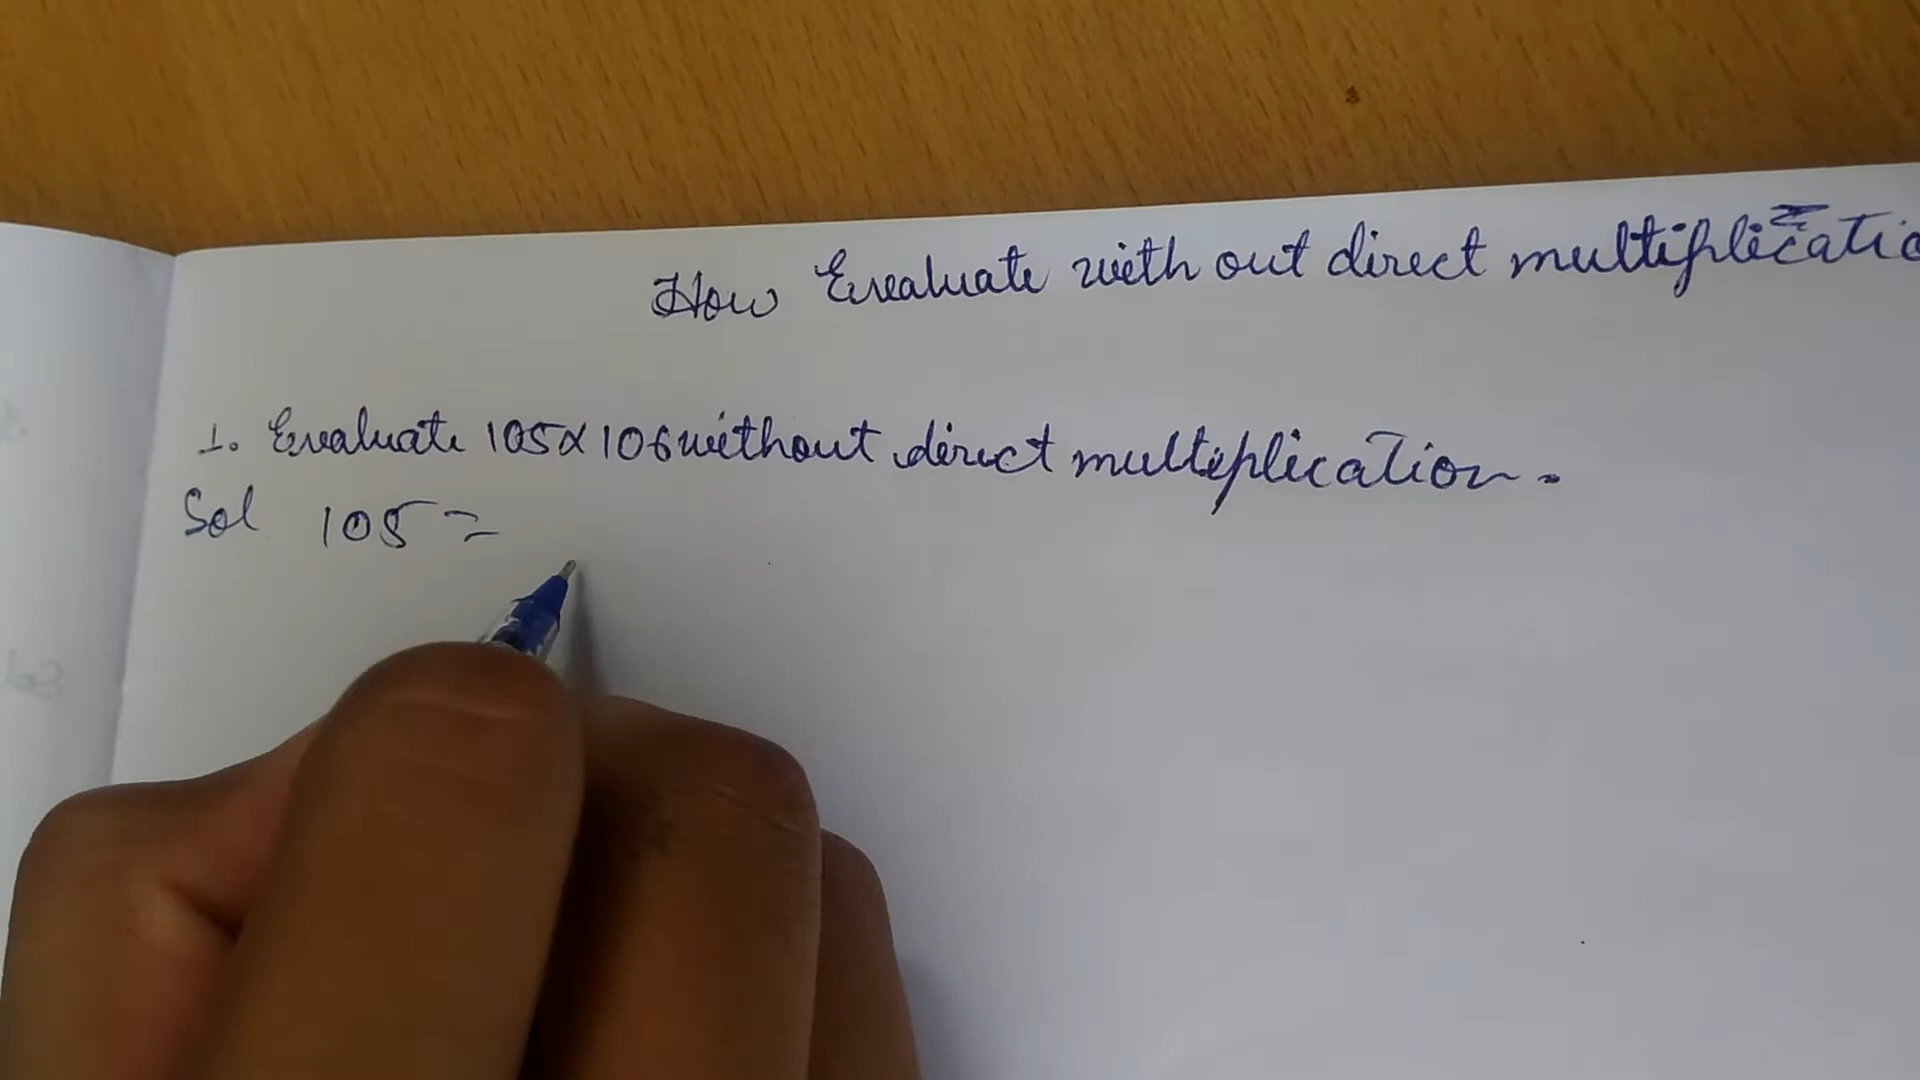 How Evaluate with out direct multiplicatio
1. Evaluate 105x106 without direct multiplication.
Sol 105 =